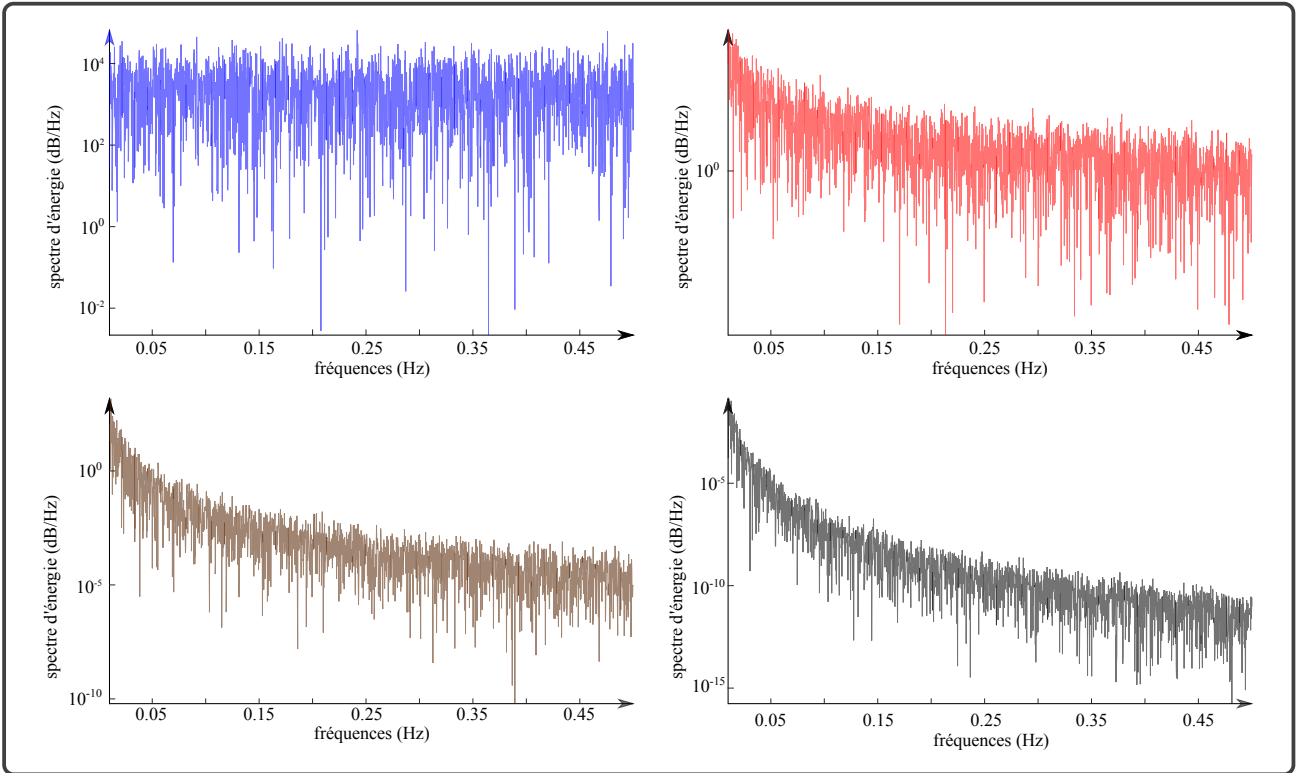 spectre d'énergie (dB/Hz)
10^4
10^2
10^0
10^-2
0.05 0.15 0.25 0.35 0.45
fréquences (Hz)
spectre d'énergie (dB/Hz)
10^0
0.05 0.15 0.25 0.35 0.45
fréquences (Hz)
spectre d'énergie (dB/Hz)
10^0
10^-5
10^-10
0.05 0.15 0.25 0.35 0.45
fréquences (Hz)
spectre d'énergie (dB/Hz)
10^-5
10^-10
10^-15
0.05 0.15 0.25 0.35 0.45
fréquences (Hz)